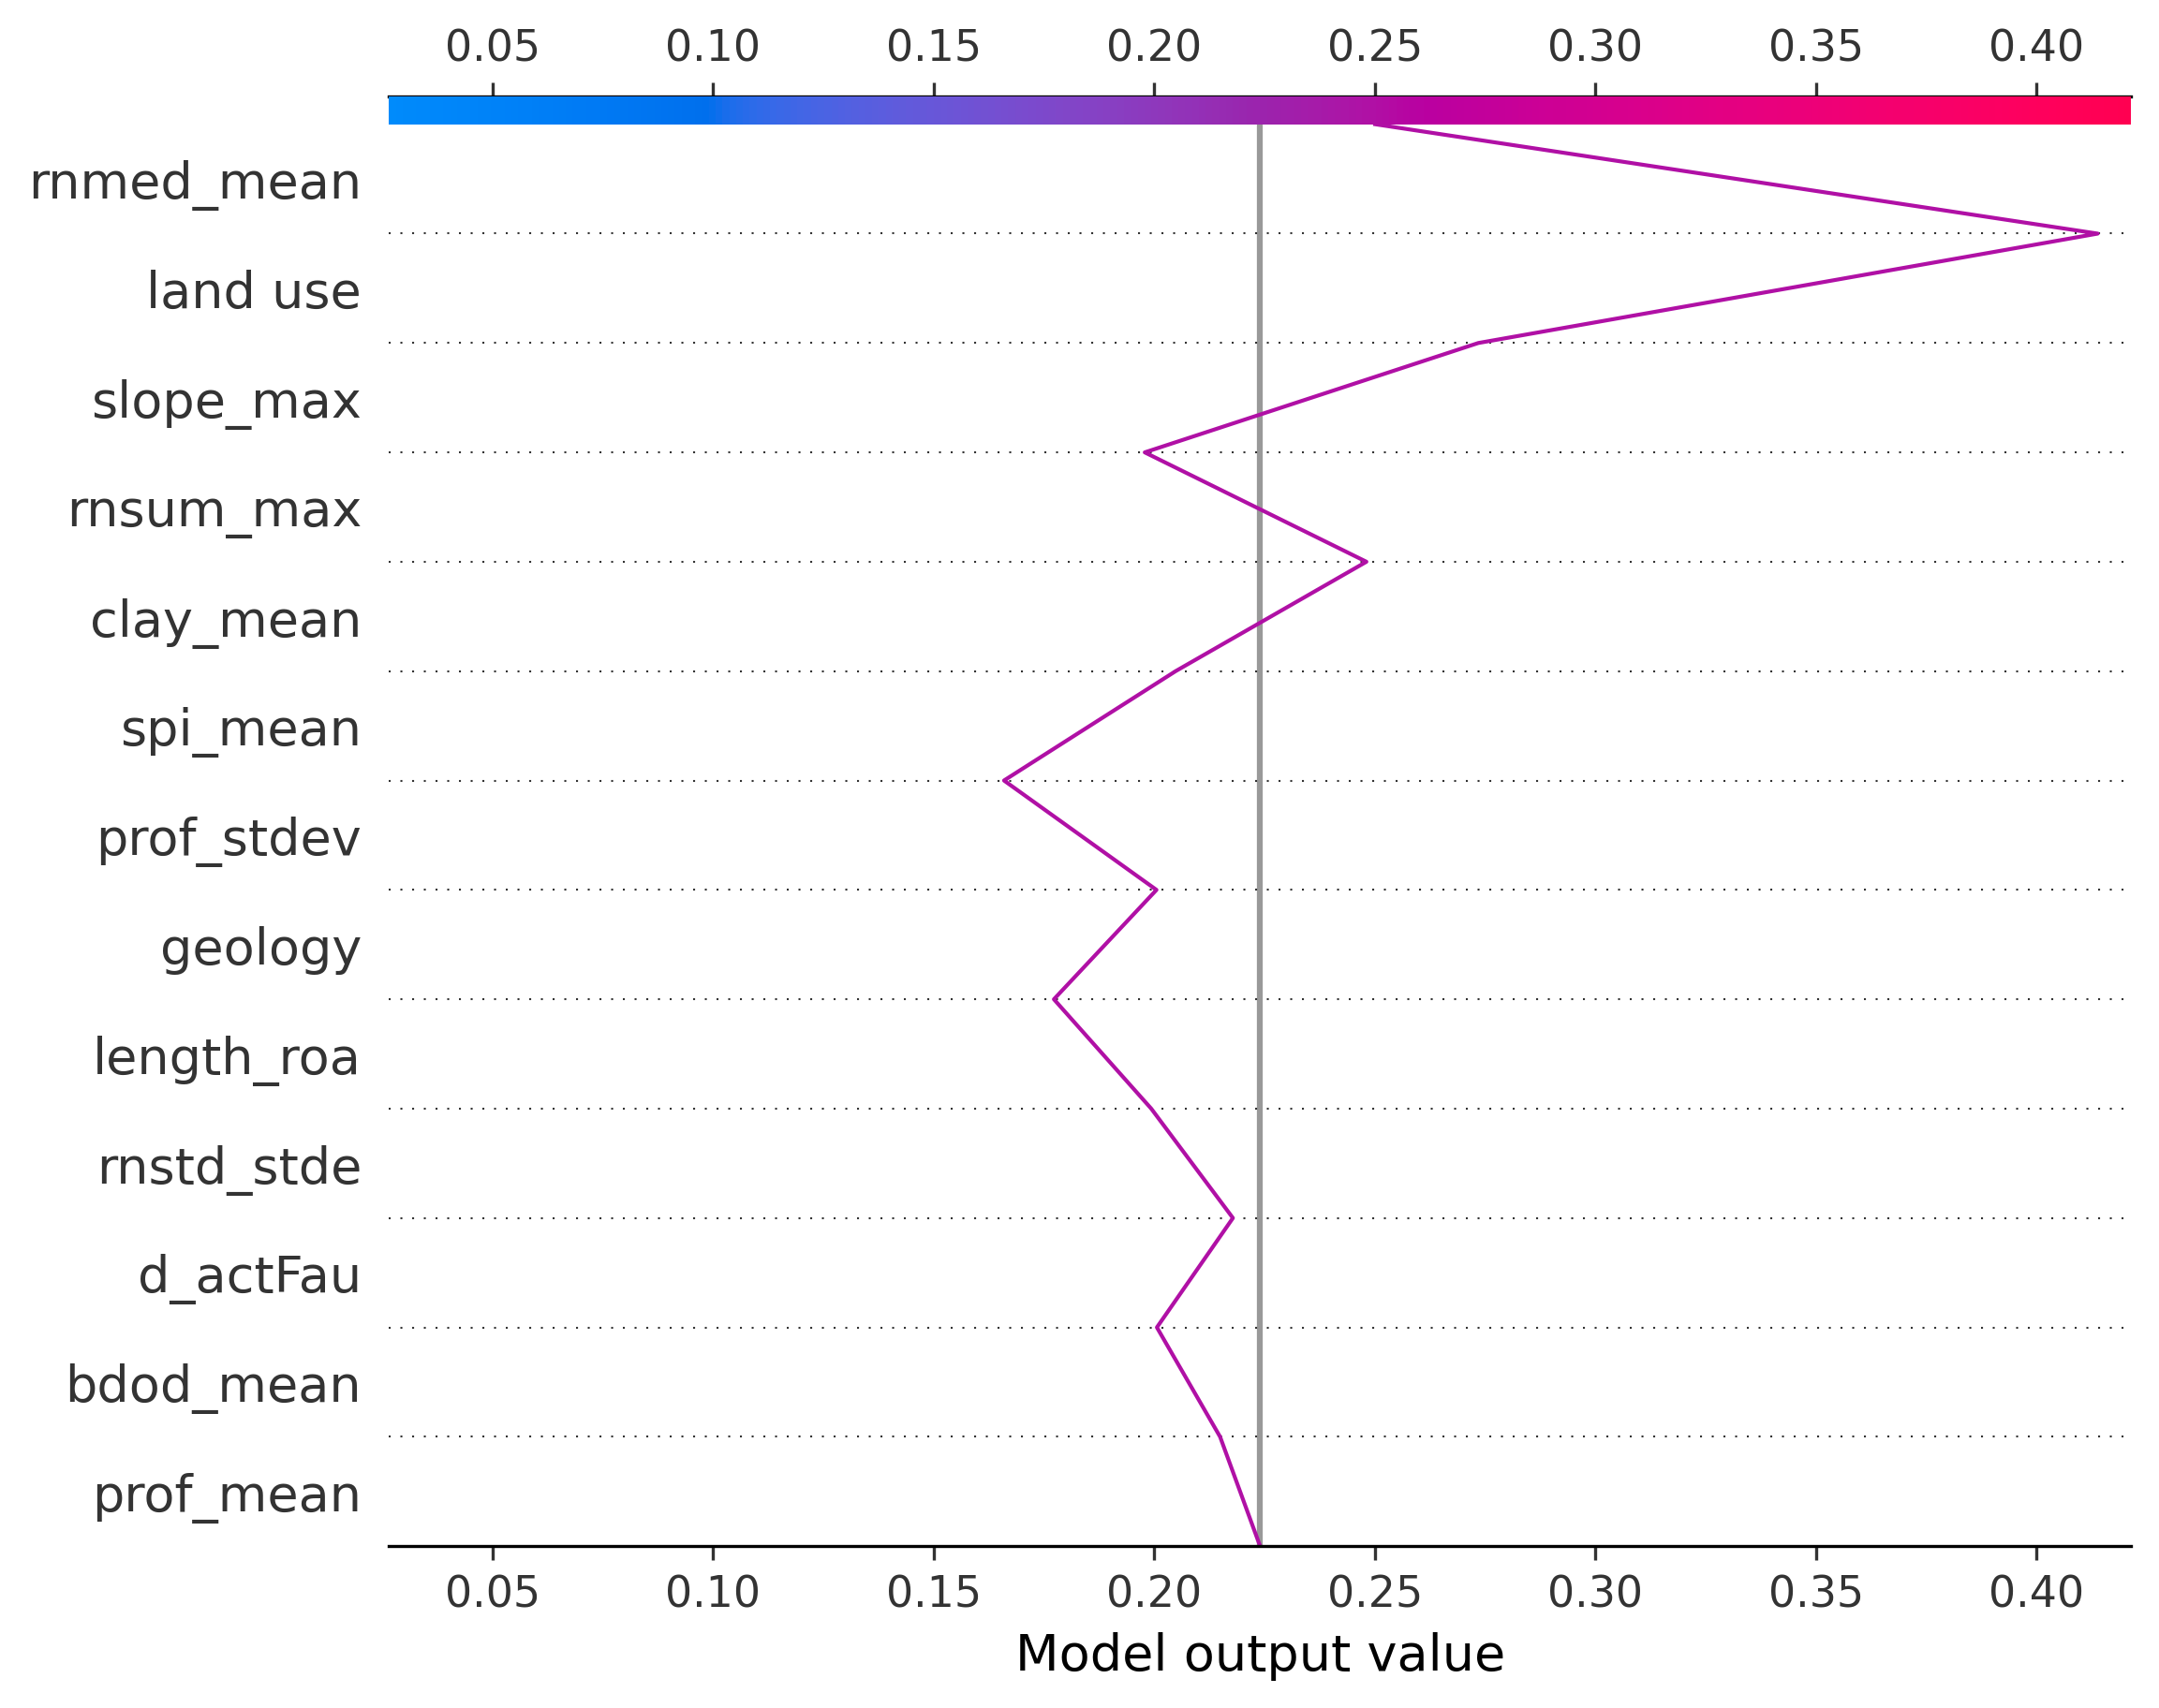 0.05 0.10 0.15 0.20 0.25 0.30 0.35 0.40
rnmed_mean
land use
slope_max
rnsum_max
clay_mean
spi_mean
prof_stdev
geology
length_roa
rnstd_stde
d_actFau
bdod_mean
prof_mean
0.05 0.10 0.15 0.20 0.25 0.30 0.35 0.40
Model output value